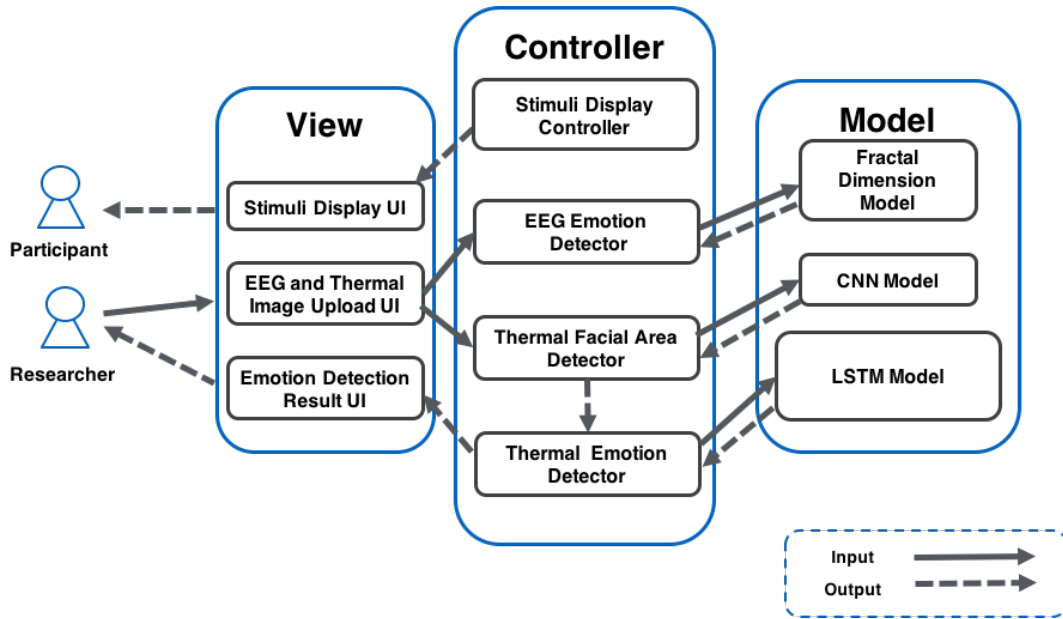 Controller
View
Model
Stimuli Display
Controller
Stimuli Display UI
EEG Emotion
Detector
Fractal
Dimension
Model
Participant
EEG and Thermal
Image Upload UI
CNN Model
Thermal Facial Area
Detector
Researcher
Emotion Detection
Result UI
LSTM Model
Thermal Emotion
Detector
Input
Output